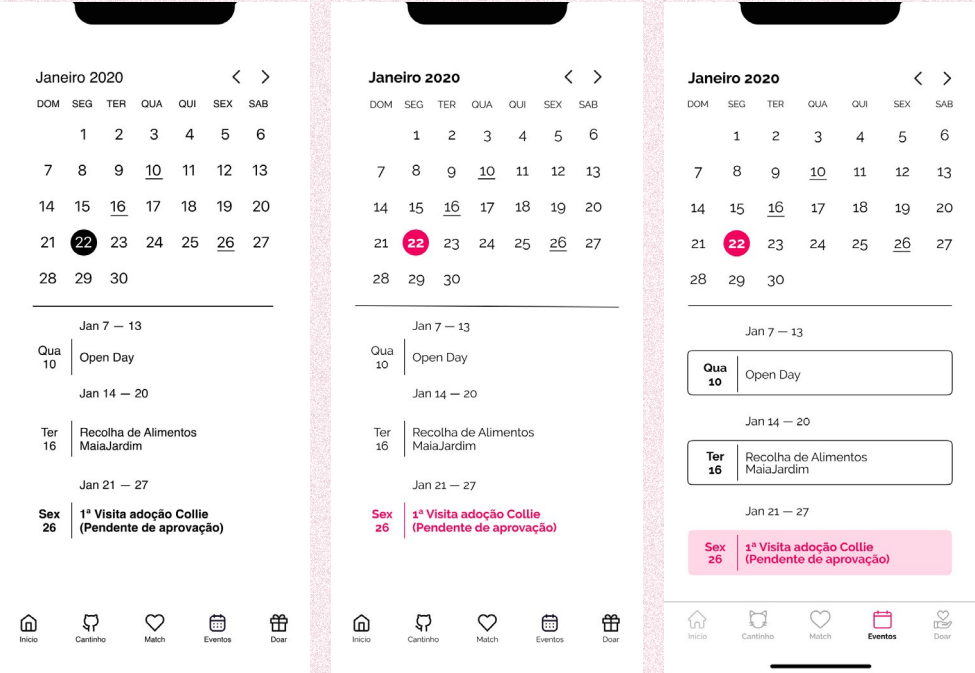 Janeiro 2020
DOM SEG TER QUA QUI SEX SAB
1 2 3 4 5 6
7 8 9 10 11 12 13
14 15 16 17 18 19 20
21 22 23 24 25 26 27
28 29 30
Jan 7 — 13
Qua
10
Open Day
Jan 14 — 20
Ter
16
Recolha de Alimentos
MaiaJardim
Jan 21 — 27
Sex
26
1ª Visita adoção Collie
(Pendente de aprovação)
Inicio Cantinho Match Eventos Doar
Janeiro 2020
DOM SEG TER QUA QUI SEX SAB
1 2 3 4 5 6
7 8 9 10 11 12 13
14 15 16 17 18 19 20
21 22 23 24 25 26 27
28 29 30
Jan 7 — 13
Qua
10
Open Day
Jan 14 — 20
Ter
16
Recolha de Alimentos
MaiaJardim
Jan 21 — 27
Sex
26
1ª Visita adoção Collie
(Pendente de aprovação)
Inicio Cantinho Match Eventos Doar
Janeiro 2020
DOM SEG TER QUA QUI SEX SAB
1 2 3 4 5 6
7 8 9 10 11 12 13
14 15 16 17 18 19 20
21 22 23 24 25 26 27
28 29 30
Jan 7 — 13
Qua
10
Open Day
Jan 14 — 20
Ter
16
Recolha de Alimentos
MaiaJardim
Jan 21 — 27
Sex
26
1ª Visita adoção Collie
(Pendente de aprovação)
Inicio Cantinho Match Eventos Doar